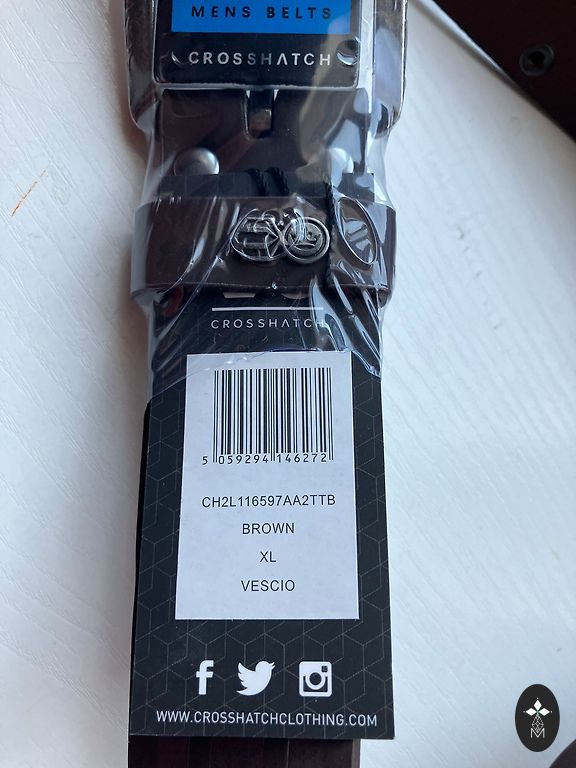 MENS BELTS
CROSSHATCH
CROSSHATCH
5 059294 146272
CH2L116597AA2TTB
BROWN
XL
VESCIO
WWW.CROSSHATCHCLOTHING.COM